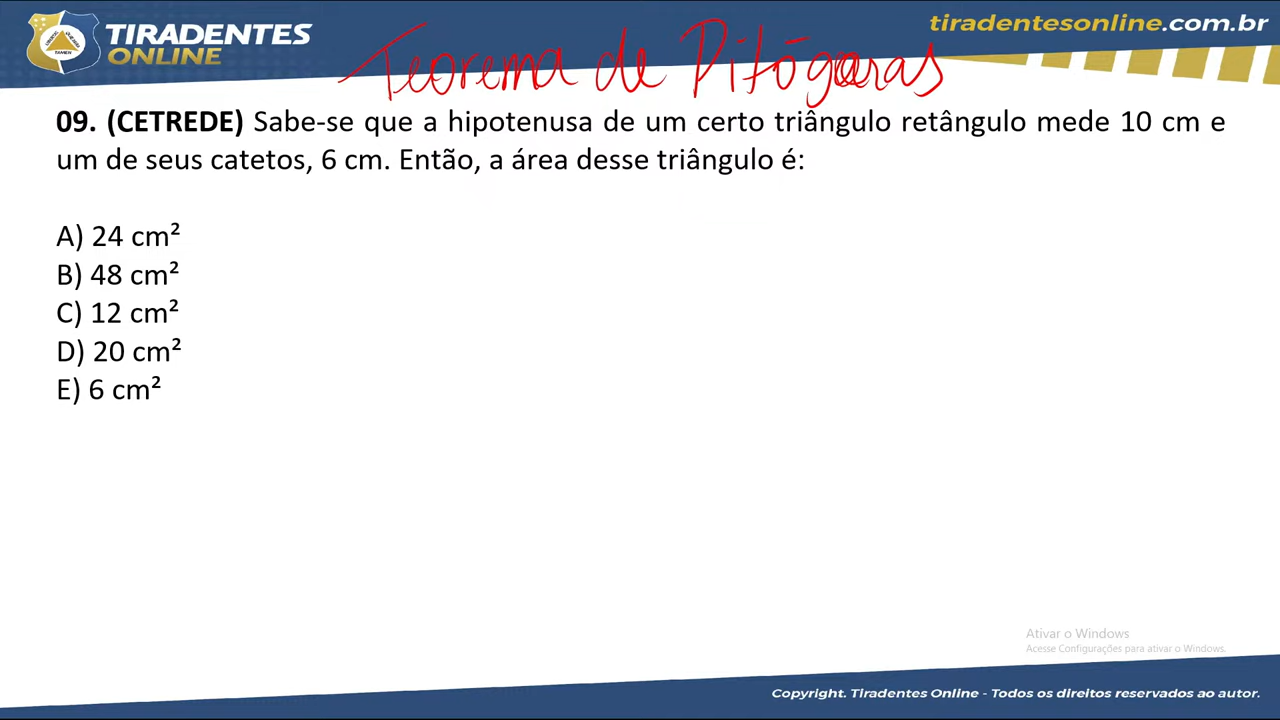 TIRADENTES
ONLINE
tiradentesonline.com.br
Teorema de Pitágoras
09. (CETREDE) Sabe-se que a hipotenusa de um certo triângulo retângulo mede 10 cm e
um de seus catetos, 6 cm. Então, a área desse triângulo é:
A) 24 cm²
B) 48 cm²
C) 12 cm²
D) 20 cm²
E) 6 cm²
Ativar o Windows
Acesse Configurações para ativar o Windows.
Copyright. Tiradentes Online - Todos os direitos reservados ao autor.